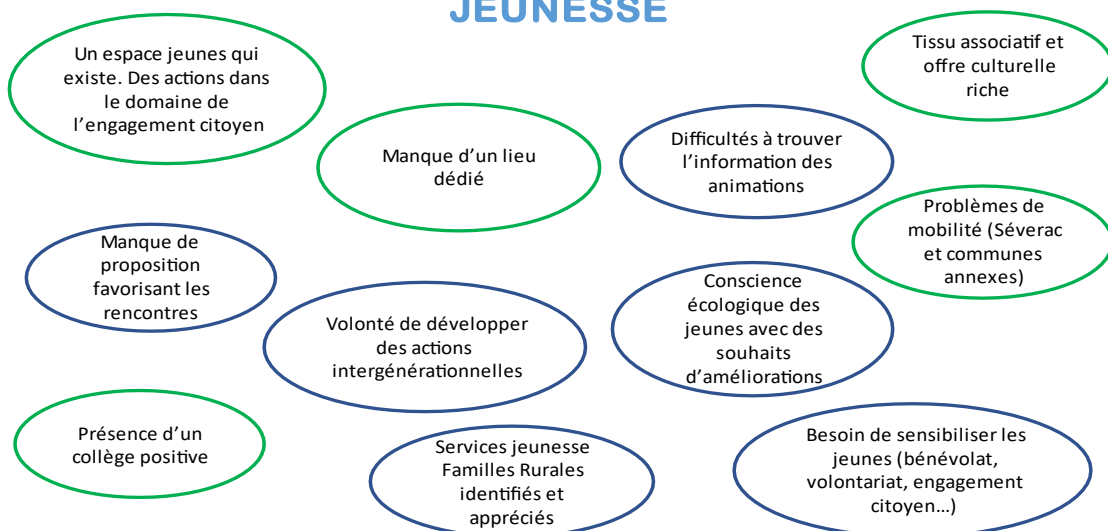 JEUNESSE
Un espace jeunes qui
existe. Des actions dans
le domaine de
l’engagement citoyen
Tissu associatif et
offre culturelle
riche
Manque d’un lieu
dédié
Difficultés à trouver
l’information des
animations
Problèmes de
mobilité (Séverac
et communes
annexes)
Manque de
proposition
favorisant les
rencontres
Volonté de développer
des actions
intergénérationnelles
Conscience
écologique des
jeunes avec des
souhaits
d’améliorations
Présence d’un
collège positive
Services jeunesse
Familles Rurales
identifiés et
appréciés
Besoin de sensibiliser les
jeunes (bénévolat,
volontariat, engagement
citoyen…)